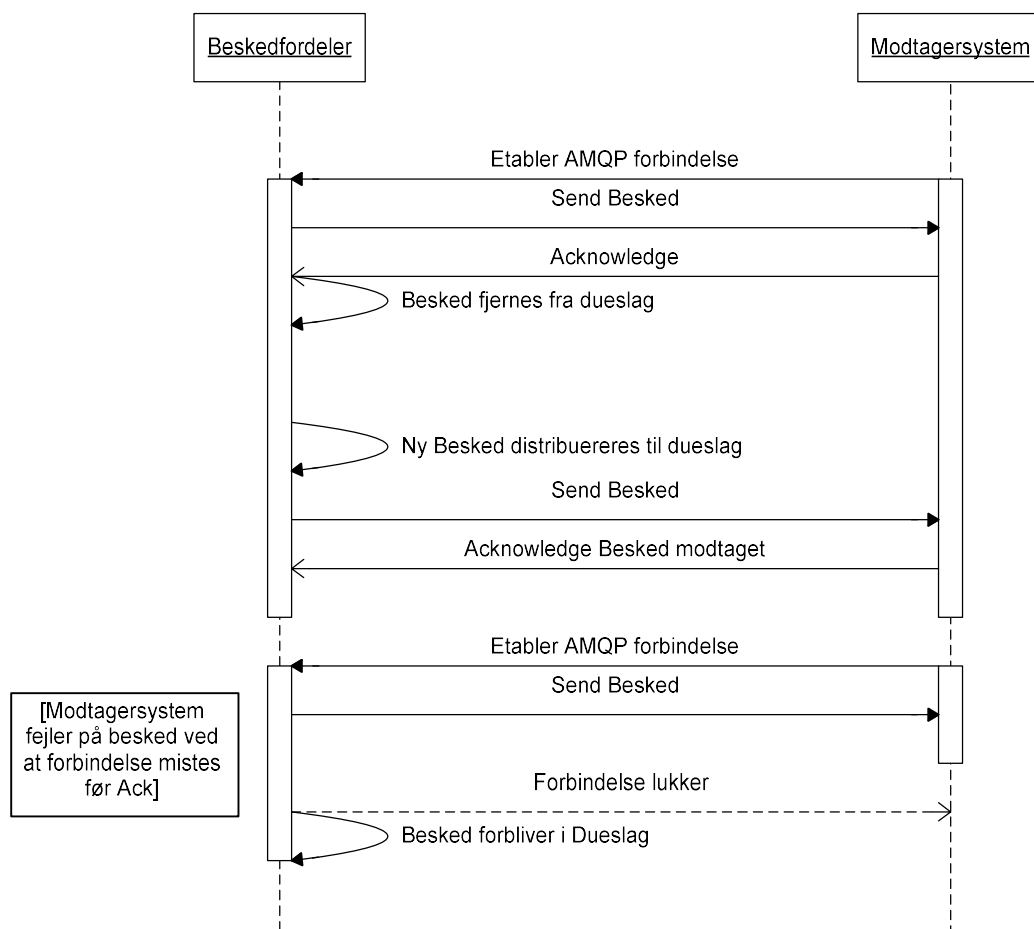 Beskedfordeler
Modtagersystem
Etabler AMQP forbindelse
Send Besked
Acknowledge
Besked fjernes fra dueslag
Ny Besked distribuereres til dueslag
Send Besked
Acknowledge Besked modtaget
Etabler AMQP forbindelse
Send Besked
[Modtagersystem
fejler på besked ved
at forbindelse mistes
før Ack]
Forbindelse lukker
Besked forbliver i Dueslag